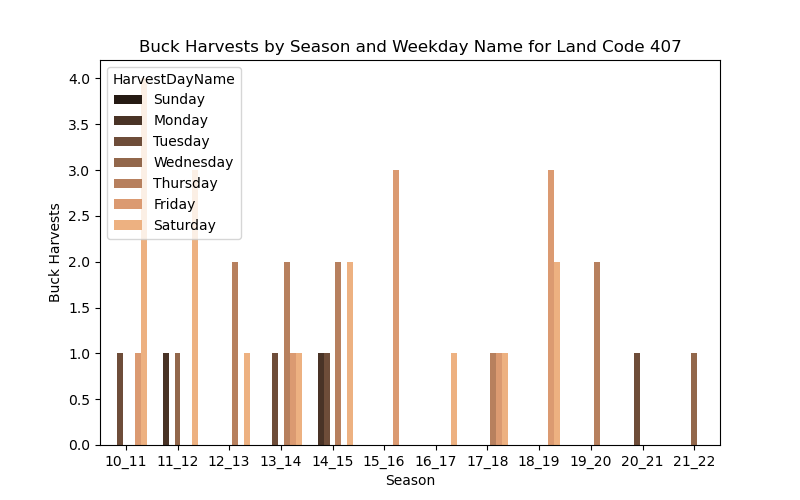 Buck Harvests by Season and Weekday Name for Land Code 407
HarvestDayName
Sunday
Monday
Tuesday
Wednesday
Thursday
Friday
Saturday
4.0
3.5
3.0
2.5
2.0
1.5
1.0
0.5
0.0
Buck Harvests
10_11 11_12 12_13 13_14 14_15 15_16 16_17 17_18 18_19 19_20 20_21 21_22
Season